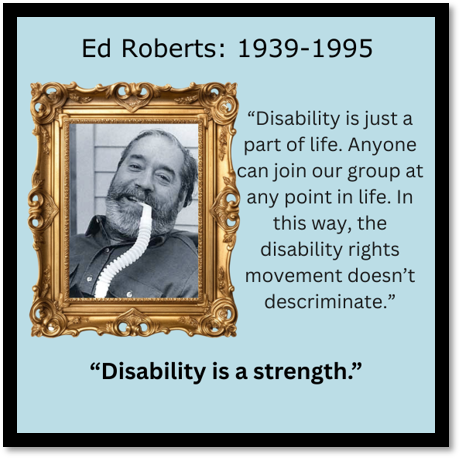 Ed Roberts: 1939-1995
“Disability is just a
part of life. Anyone
can join our group at
any point in life. In
this way, the
disability rights
movement doesn’t
descriminate.”
“Disability is a strength.”